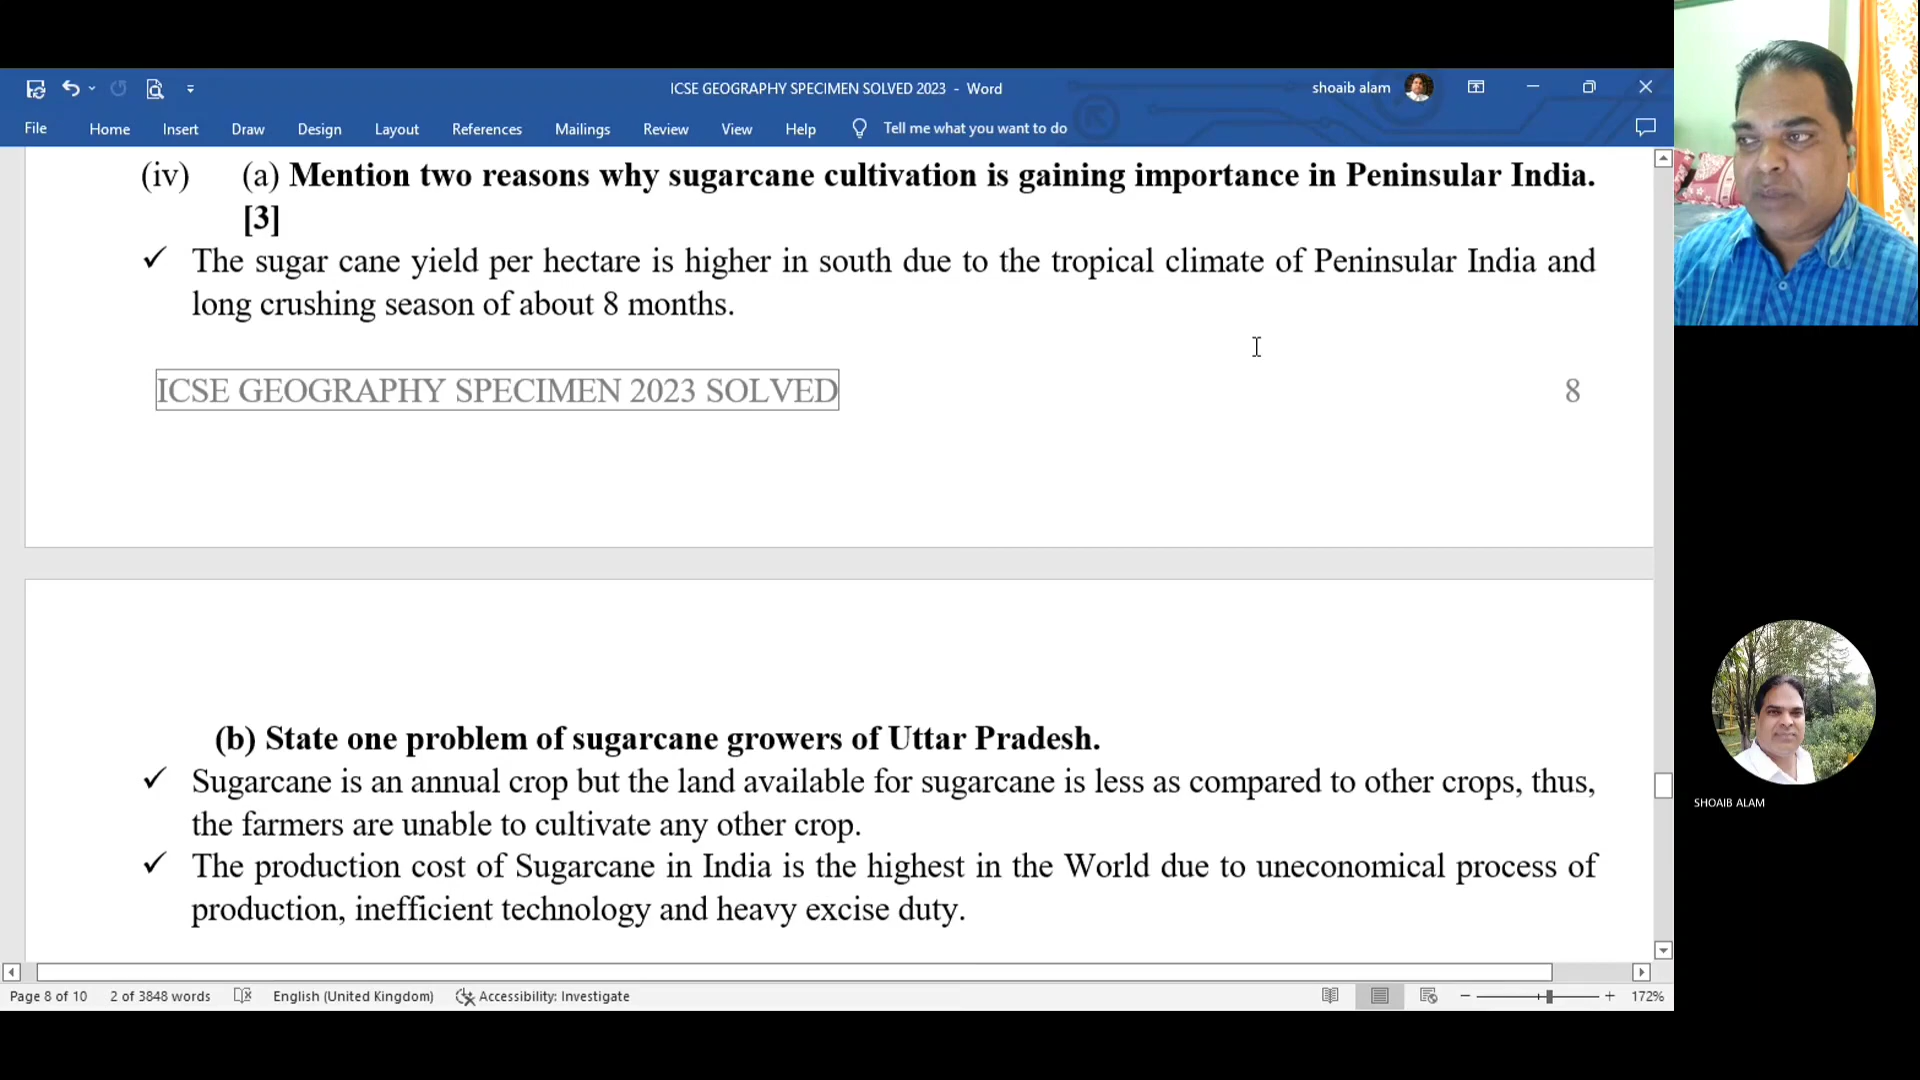 ICSE GEOGRAPHY SPECIMEN SOLVED 2023 - Word
shoaib alam
File Home Insert Draw Design Layout References Mailings Review View Help Tell me what you want to do
(iv) (a) Mention two reasons why sugarcane cultivation is gaining importance in Peninsular India.
[3]
✓ The sugar cane yield per hectare is higher in south due to the tropical climate of Peninsular India and
long crushing season of about 8 months.
ICSE GEOGRAPHY SPECIMEN 2023 SOLVED 8
(b) State one problem of sugarcane growers of Uttar Pradesh.
✓ Sugarcane is an annual crop but the land available for sugarcane is less as compared to other crops, thus,
the farmers are unable to cultivate any other crop.
✓ The production cost of Sugarcane in India is the highest in the World due to uneconomical process of
production, inefficient technology and heavy excise duty.
SHOAIB ALAM
Page 8 of 10 2 of 3848 words English (United Kingdom) Accessibility: Investigate 172%